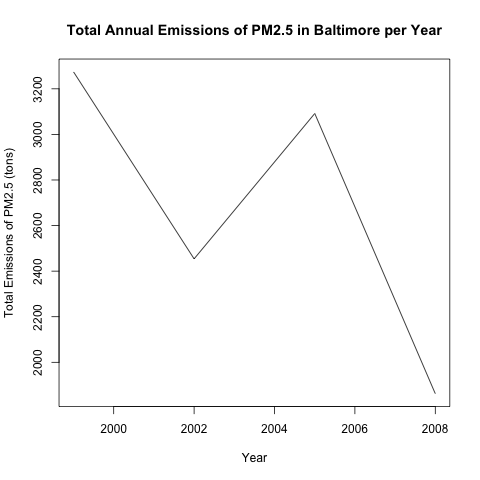 Total Annual Emissions of PM2.5 in Baltimore per Year
Total Emissions of PM2.5 (tons)
3200
3000
2800
2600
2400
2200
2000
2000 2002 2004 2006 2008
Year